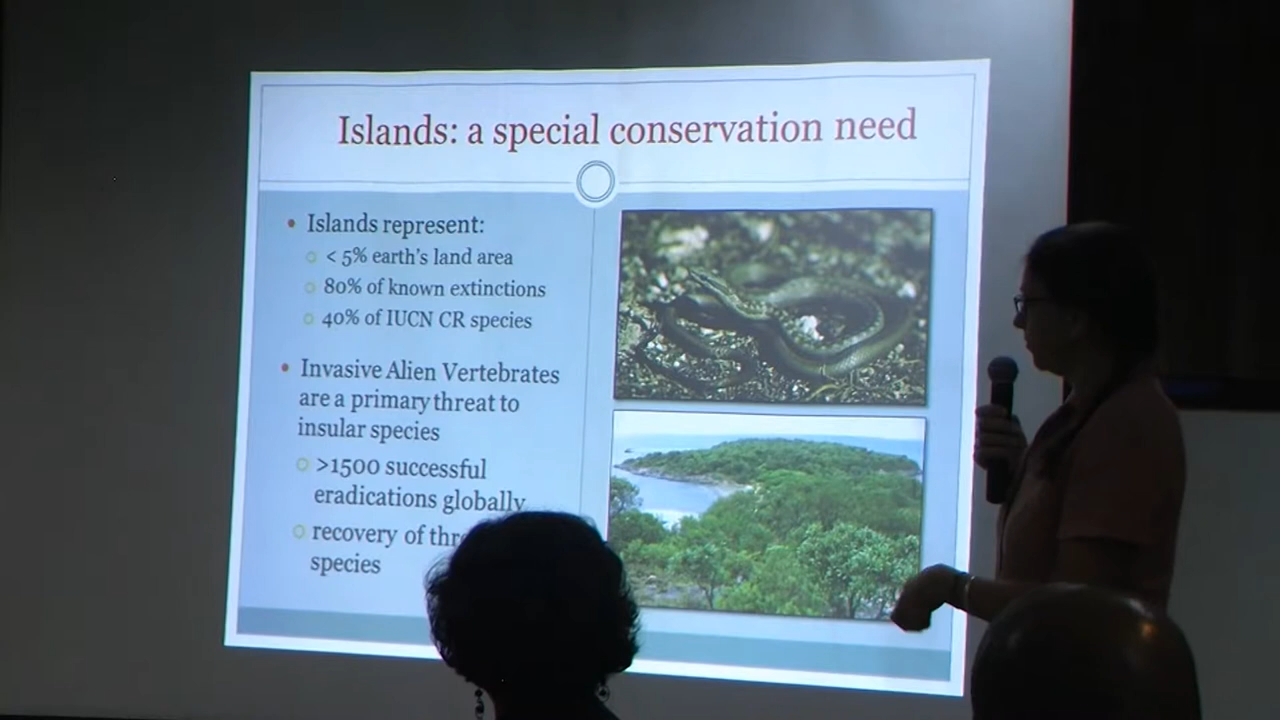 Islands: a special conservation need
• Islands represent:
< 5% earth's land area
80% of known extinctions
40% of IUCN CR species
• Invasive Alien Vertebrates
are a primary threat to
insular species
>1500 successful
eradications globally
recovery of
species